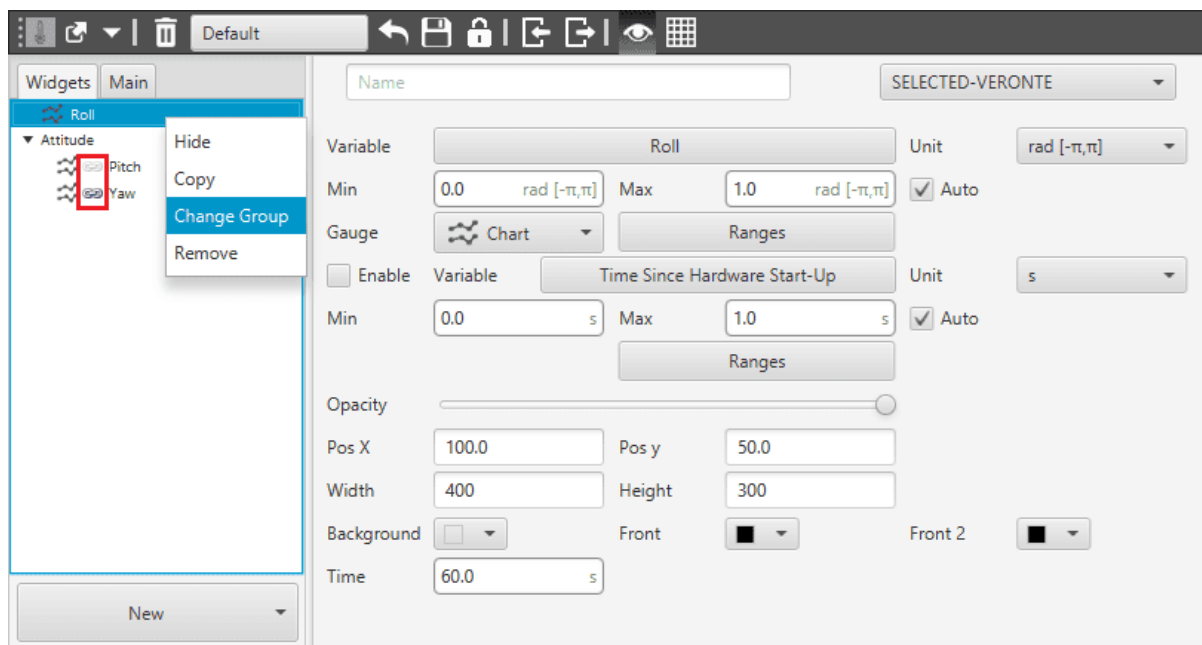 Default
Widgets Main
Name
SELECTED-VERONTE
Roll
Attitude
Pitch
Yaw
Hide
Copy
Change Group
Remove
Variable Roll Unit rad [-π,π]
Min 0.0 rad [-π,π] Max 1.0 rad [-π,π] Auto
Gauge Chart Ranges
Enable Variable Time Since Hardware Start-Up Unit s
Min 0.0 s Max 1.0 s Auto
Ranges
Opacity
Pos X 100.0 Pos y 50.0
Width 400 Height 300
Background Front Front 2
Time 60.0 s
New